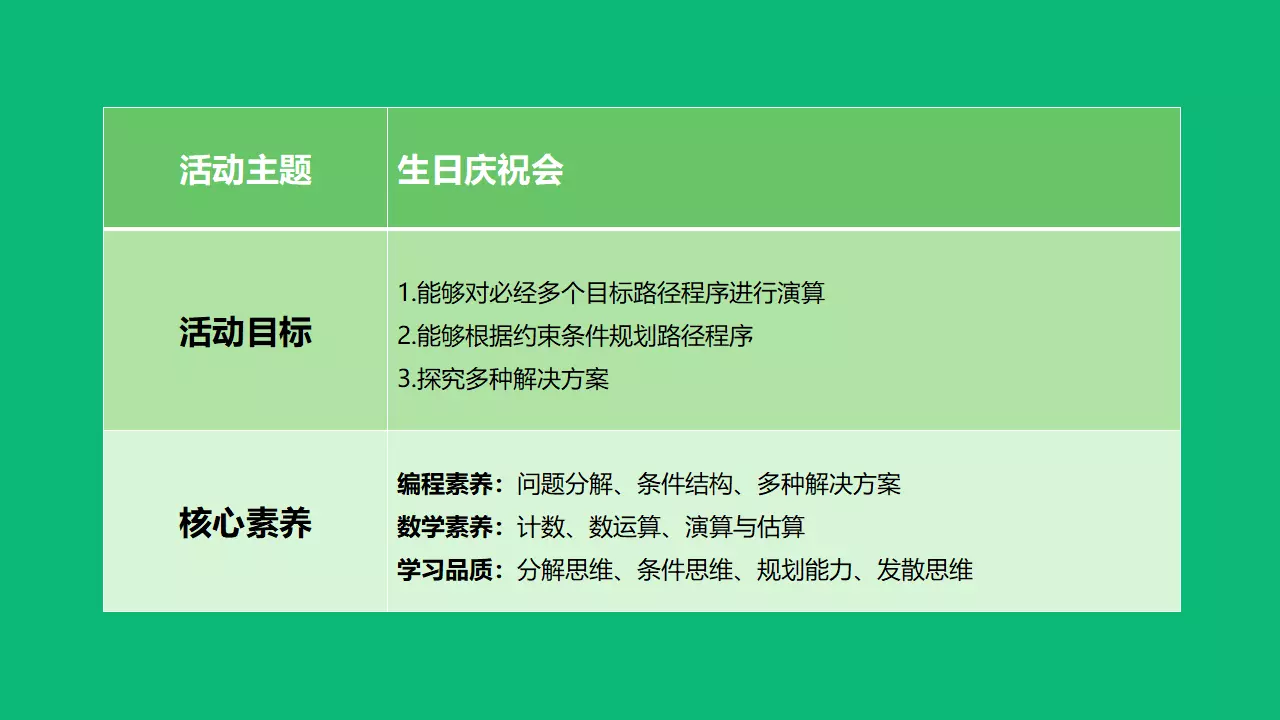 活动主题
生日庆祝会
活动目标
1.能够对必经多个目标路径程序进行演算
2.能够根据约束条件规划路径程序
3.探究多种解决方案
核心素养
编程素养：问题分解、条件结构、多种解决方案
数学素养：计数、数运算、演算与估算
学习品质：分解思维、条件思维、规划能力、发散思维